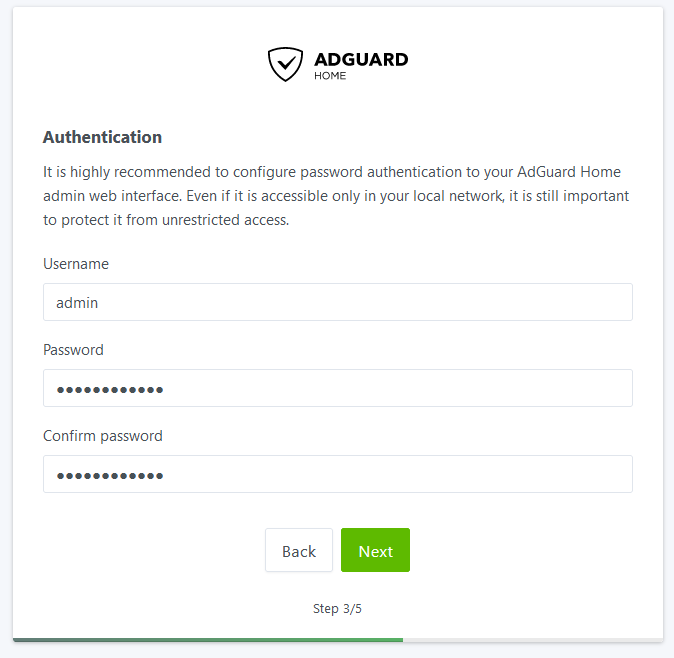 ADGUARD
HOME
Authentication
It is highly recommended to configure password authentication to your AdGuard Home
admin web interface. Even if it is accessible only in your local network, it is still important
to protect it from unrestricted access.
Username
admin
Password
●●●●●●●●●●●●
Confirm password
●●●●●●●●●●●●
Back Next
Step 3/5